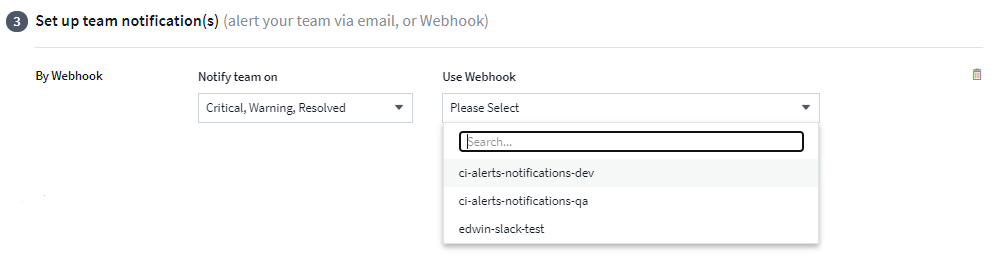 3 Set up team notification(s) (alert your team via email, or Webhook)
By Webhook
Notify team on
Use Webhook
Critical, Warning, Resolved
Please Select
Search...
ci-alerts-notifications-dev
ci-alerts-notifications-qa
edwin-slack-test